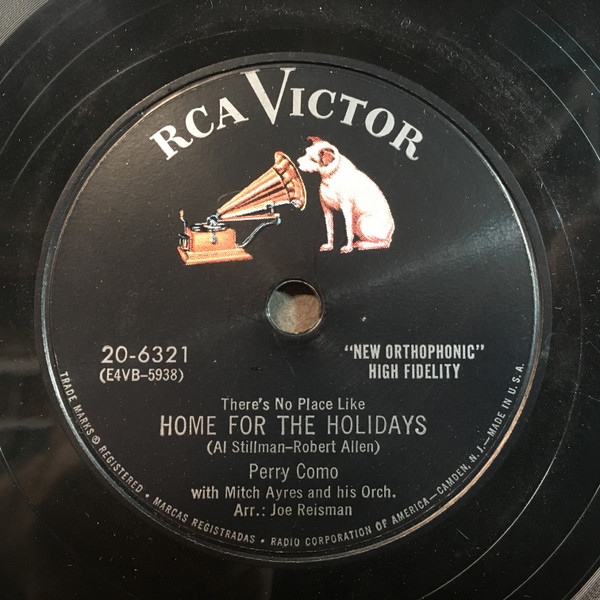 RCA VICTOR
20-6321
(E4VB-5938)
"NEW ORTHOPHONIC"
HIGH FIDELITY
There's No Place Like
HOME FOR THE HOLIDAYS
(Al Stillman—Robert Allen)
Perry Como
with Mitch Ayres and his Orch.
Arr.: Joe Reisman
TRADE MARKS ® REGISTERED • MARCAS REGISTRADAS • RADIO CORPORATION OF AMERICA—CAMDEN, N.J.—MADE IN U.S.A.